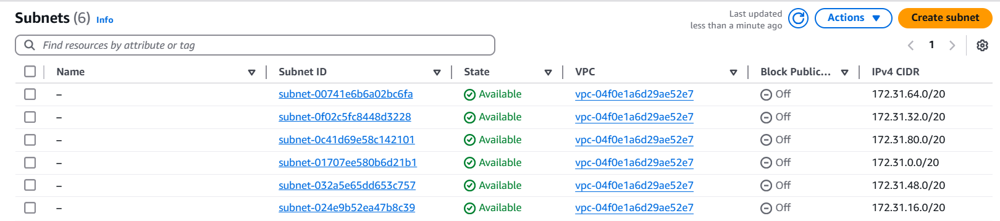 Subnets (6) Info
Last updated
less than a minute ago
Actions
Create subnet
Find resources by attribute or tag
1
Name Subnet ID State VPC Block Public... IPv4 CIDR
– subnet-00741e6b6a02bc6fa Available vpc-04f0e1a6d29ae52e7 Off 172.31.64.0/20
– subnet-0f02c5fc8448d3228 Available vpc-04f0e1a6d29ae52e7 Off 172.31.32.0/20
– subnet-0c41d69e58c142101 Available vpc-04f0e1a6d29ae52e7 Off 172.31.80.0/20
– subnet-01707ee580b6d21b1 Available vpc-04f0e1a6d29ae52e7 Off 172.31.0.0/20
– subnet-032a5e65dd653c757 Available vpc-04f0e1a6d29ae52e7 Off 172.31.48.0/20
– subnet-024e9b52ea47b8c39 Available vpc-04f0e1a6d29ae52e7 Off 172.31.16.0/20